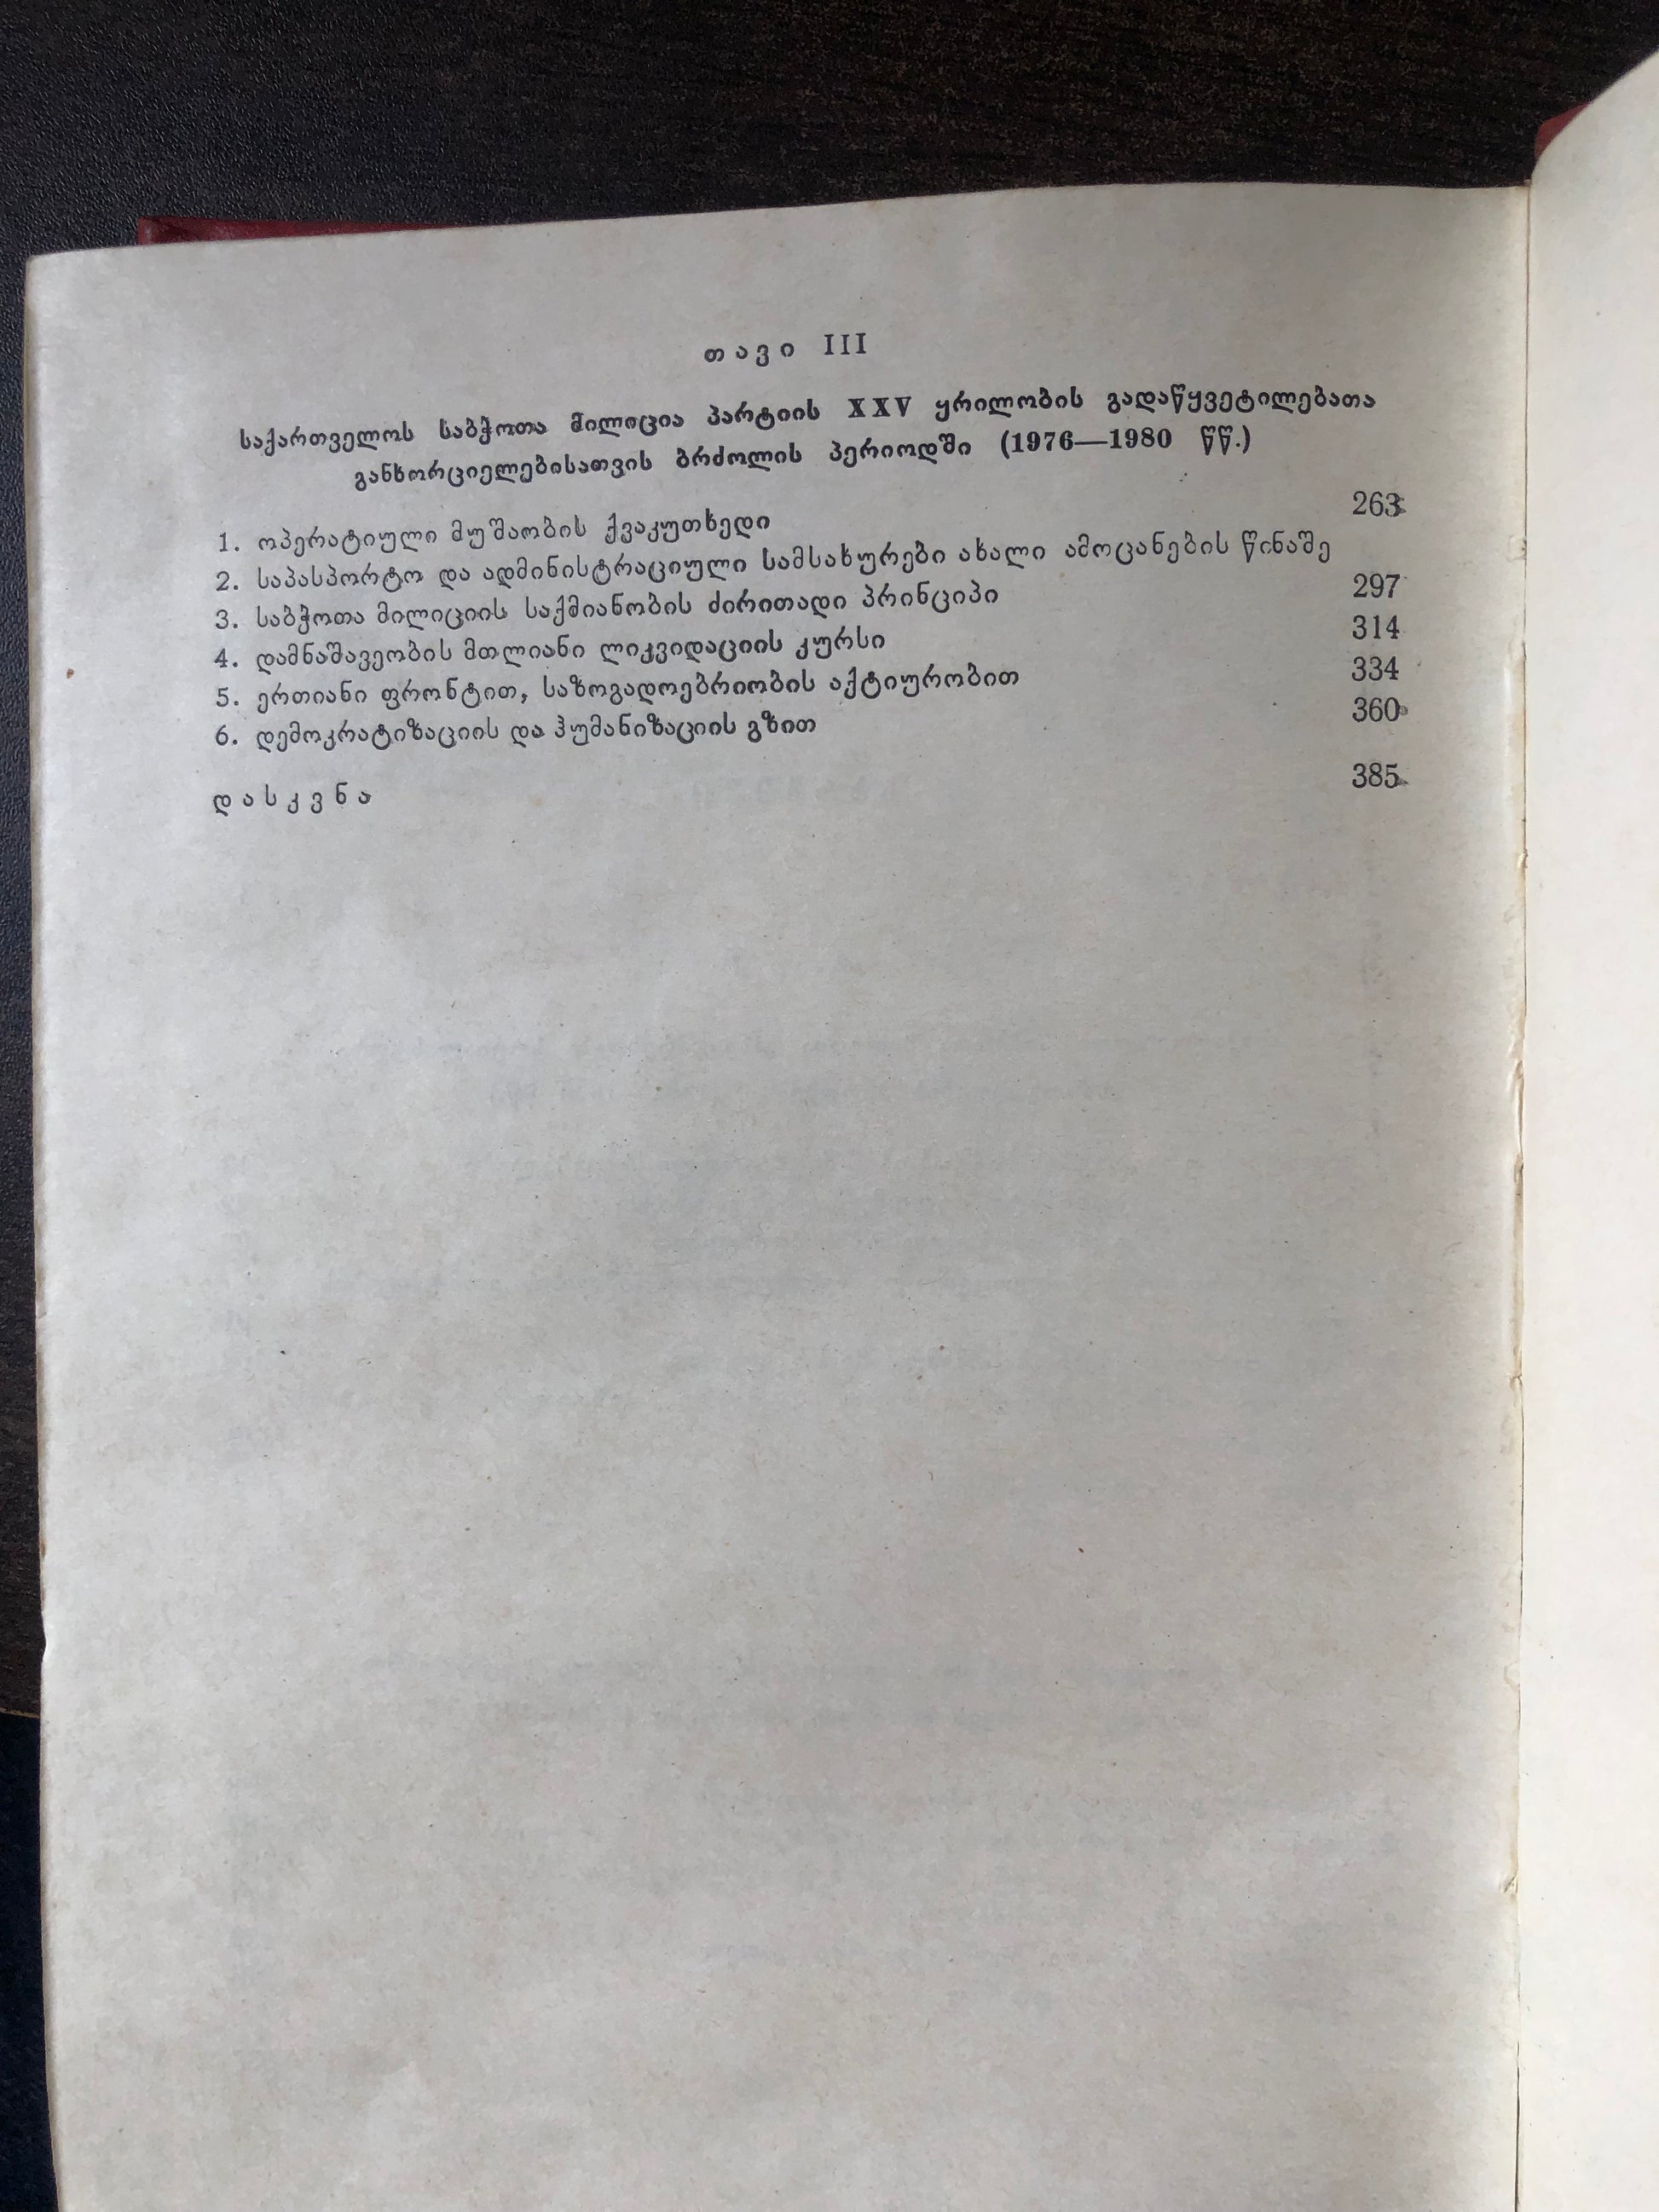 თავი III
საქართველოს საბჭოთა მილიცია პარტიის XXV ყრილობის გადაწყვეტილებათა
განხორციელებისათვის ბრძოლის პერიოდში (1976—1980 წწ.)
1. ოპერატიული მუშაობის ქვაკუთხედი 263
2. საპასპორტო და ადმინისტრაციული სამსახურები ახალი ამოცანების წინაშე
3. საბჭოთა მილიციის საქმიანობის ძირითადი პრინციპი 297
4. დამნაშავეობის მთლიანი ლიკვიდაციის კურსი 314
5. ერთიანი ფრონტით, საზოგადოებრიობის აქტიურობით 334
6. დემოკრატიზაციის და ჰუმანიზაციის გზით 360
დასკვნა 385